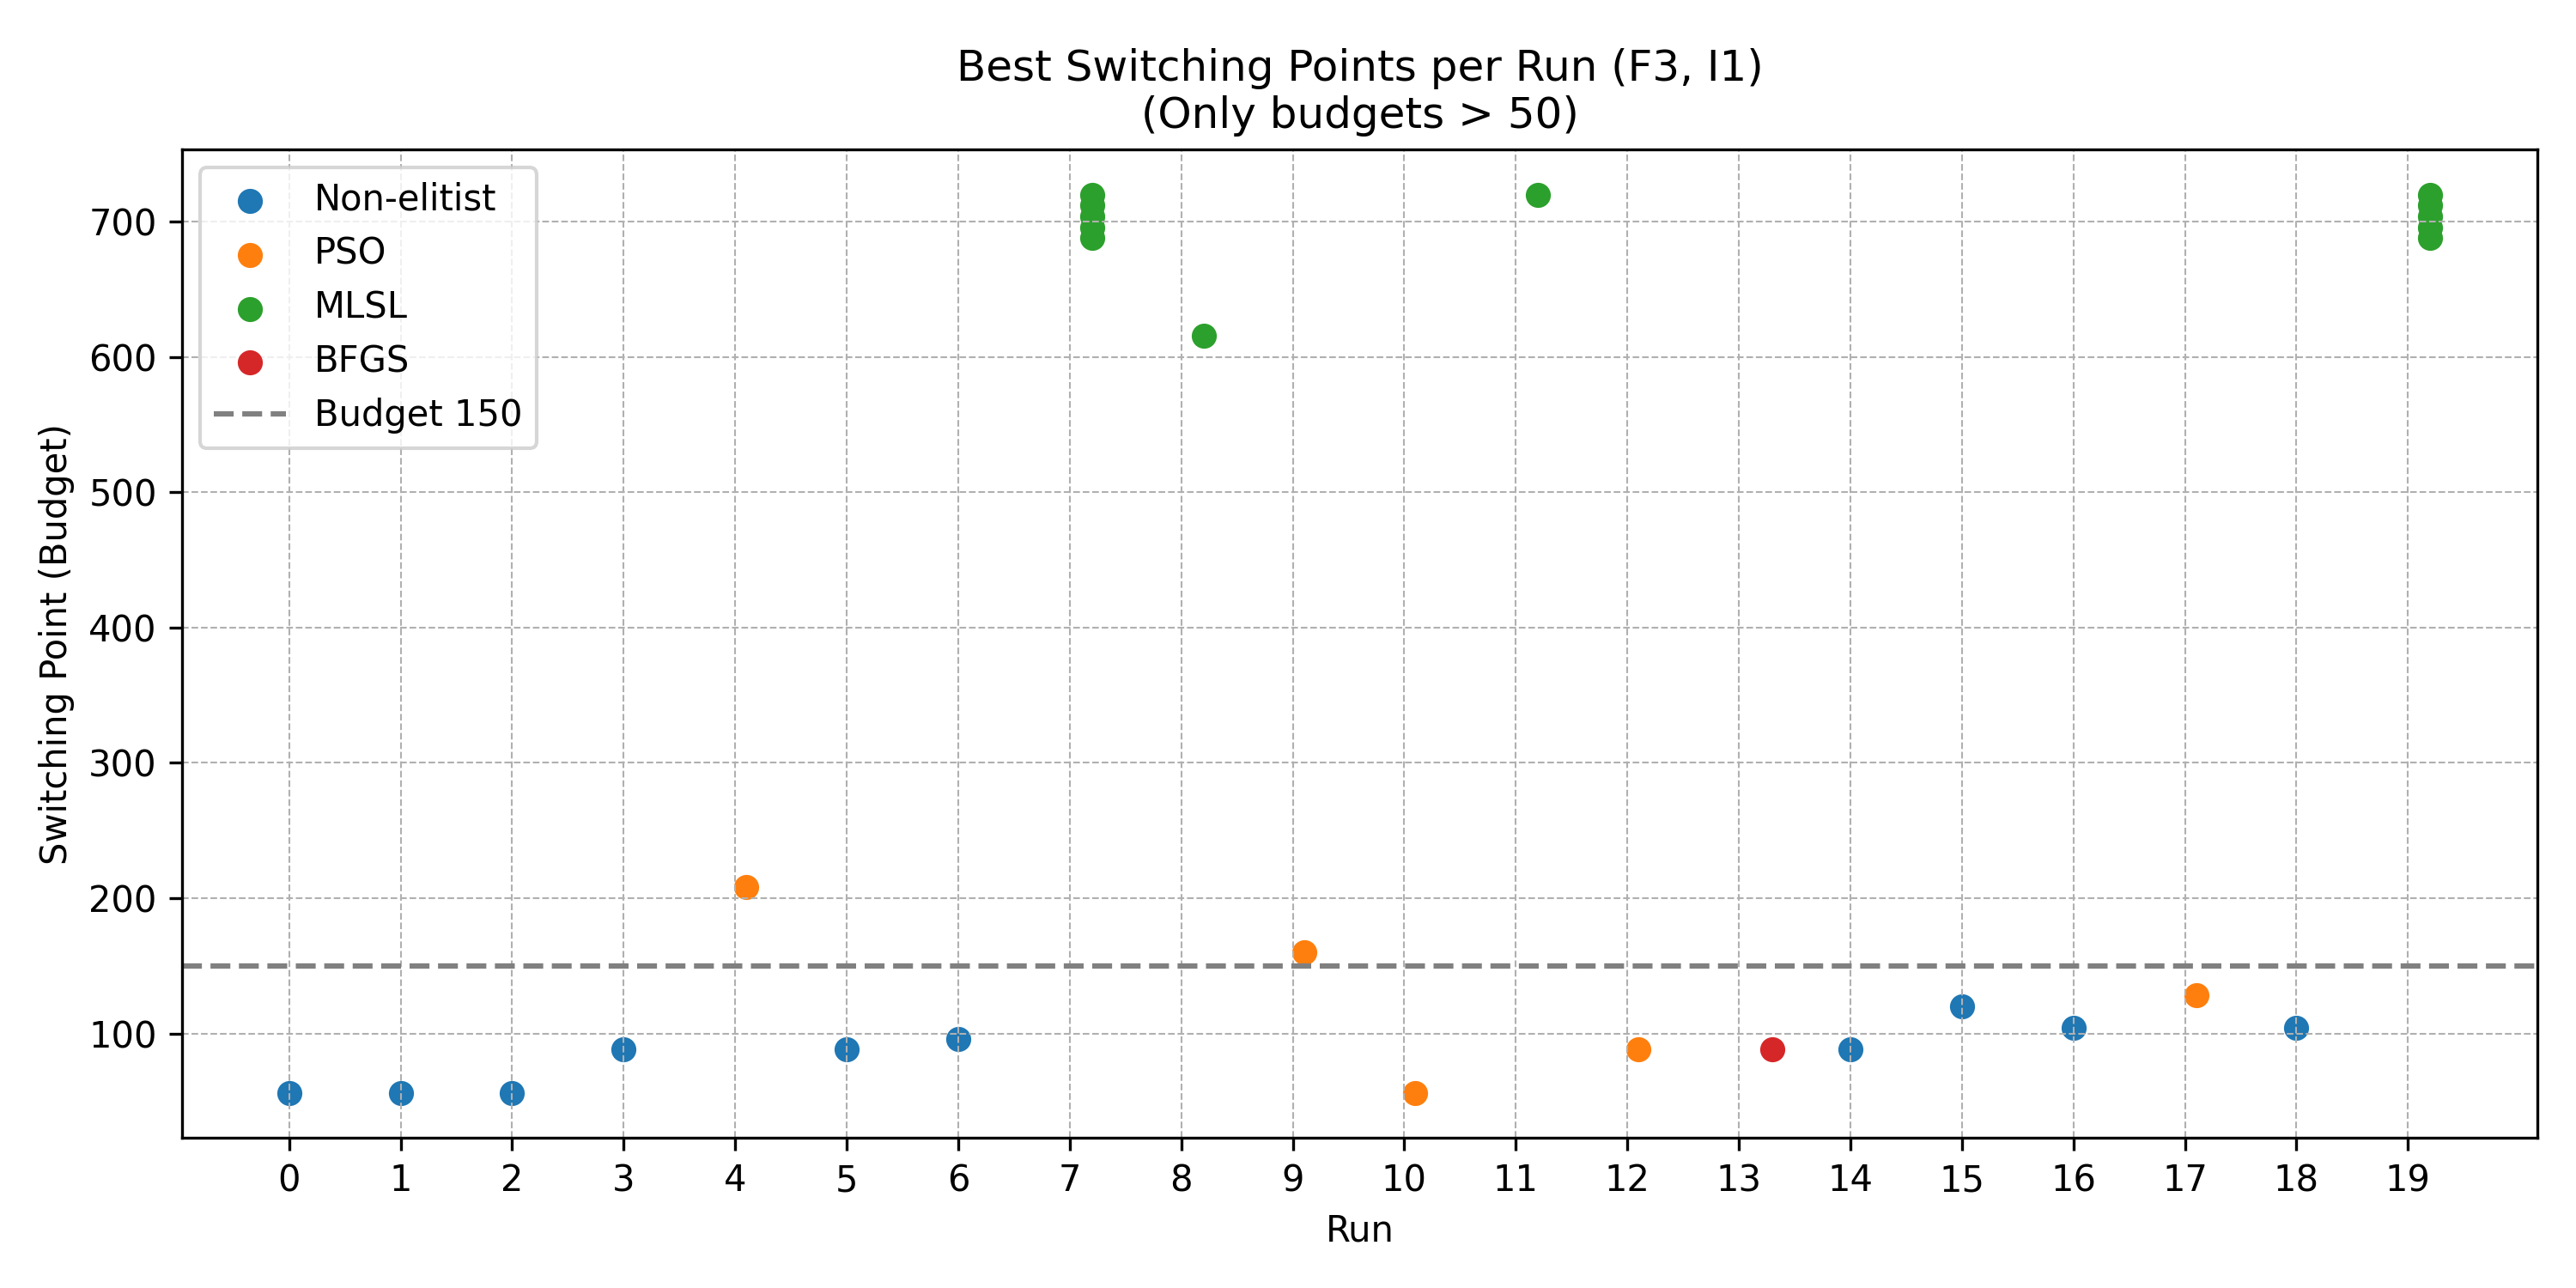 Best Switching Points per Run (F3, I1)
(Only budgets > 50)
Non-elitist
PSO
MLSL
BFGS
Budget 150
Switching Point (Budget)
700
600
500
400
300
200
100
0 1 2 3 4 5 6 7 8 9 10 11 12 13 14 15 16 17 18 19
Run